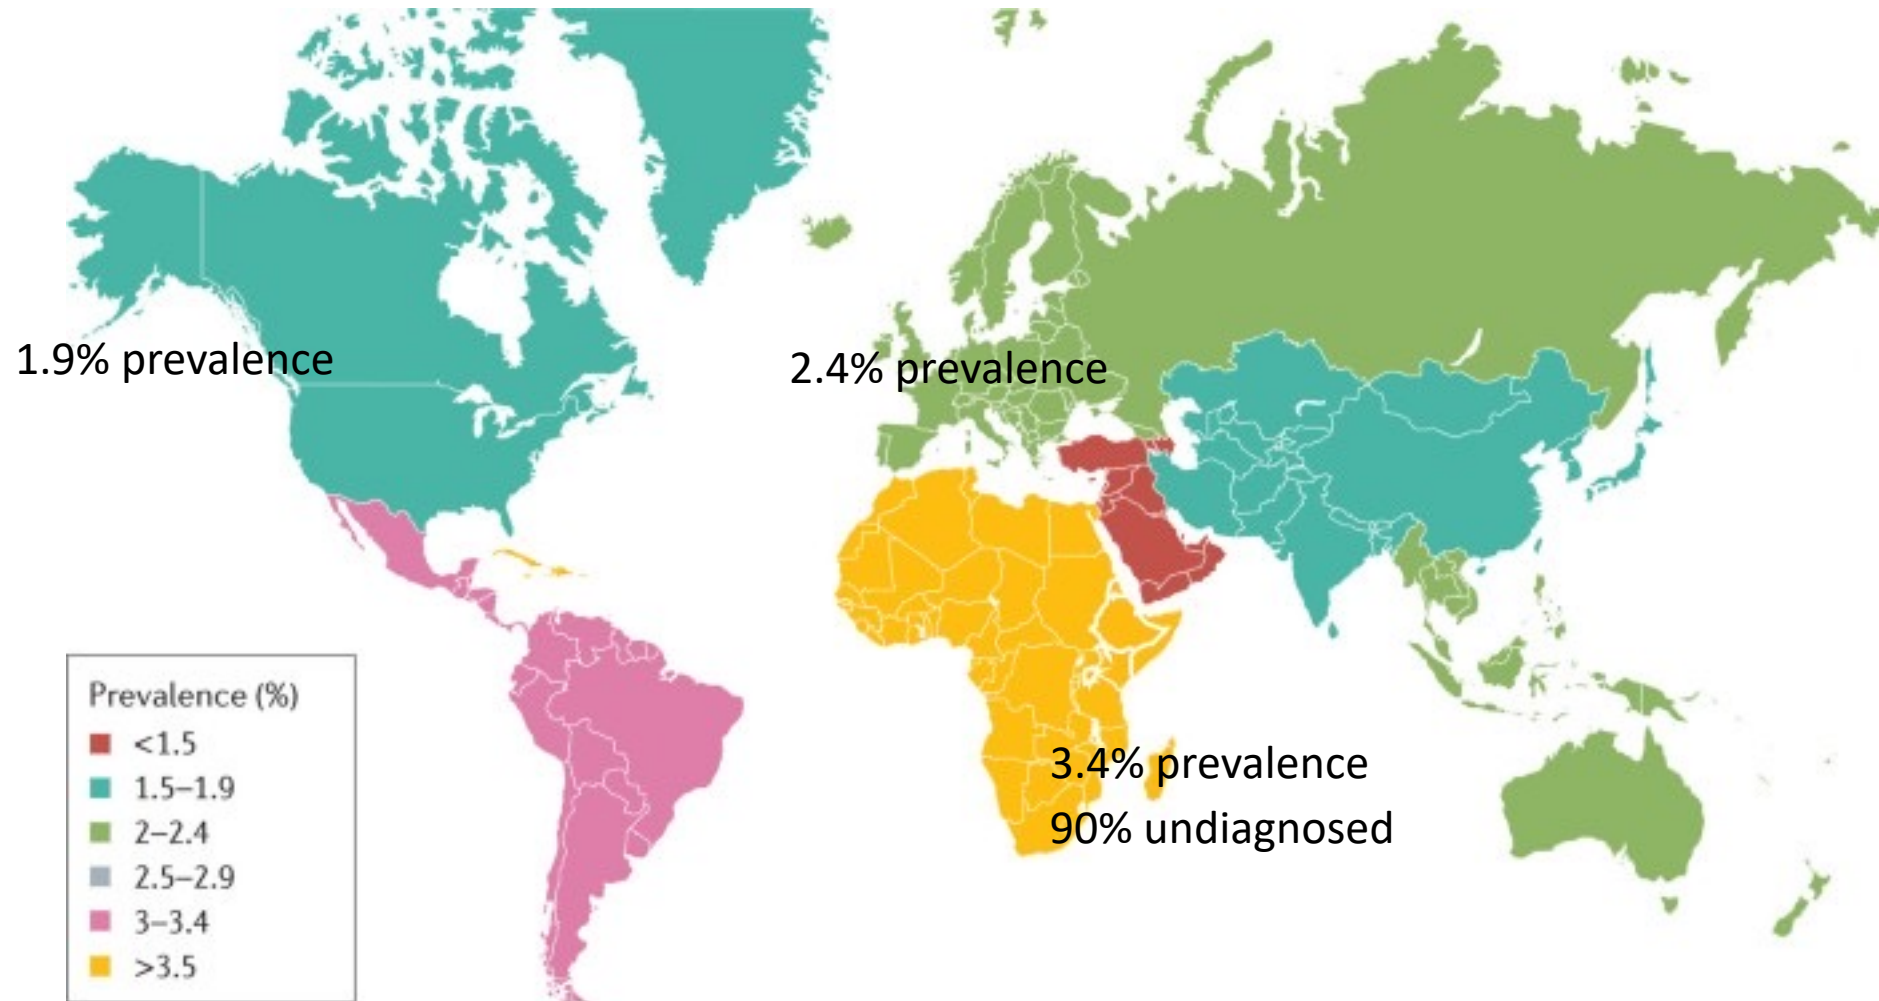 1.9% prevalence
2.4% prevalence
3.4% prevalence
90% undiagnosed
Prevalence (%)
<1.5
1.5–1.9
2–2.4
2.5–2.9
3–3.4
>3.5